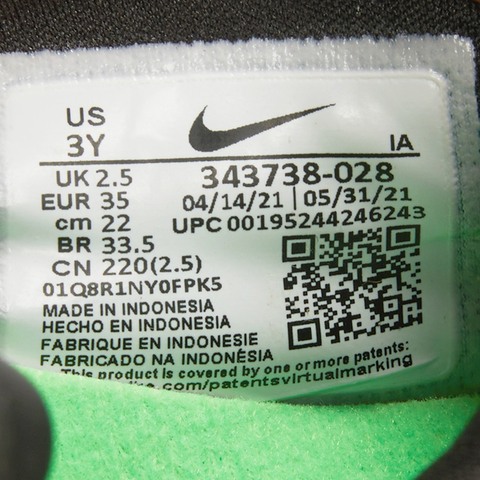 US
3Y
IA
UK 2.5
343738-028
EUR 35
04/14/21 | 05/31/21
cm 22
UPC 00195244246243
BR 33.5
CN 220(2.5)
01Q8R1NY0FPK5
MADE IN INDONESIA
HECHO EN INDONESIA
FABRIQUE EN INDONESIE
FABRICADO NA INDONÉSIA
This product is covered by one or more patents:
.com/patentsvirtualmarking